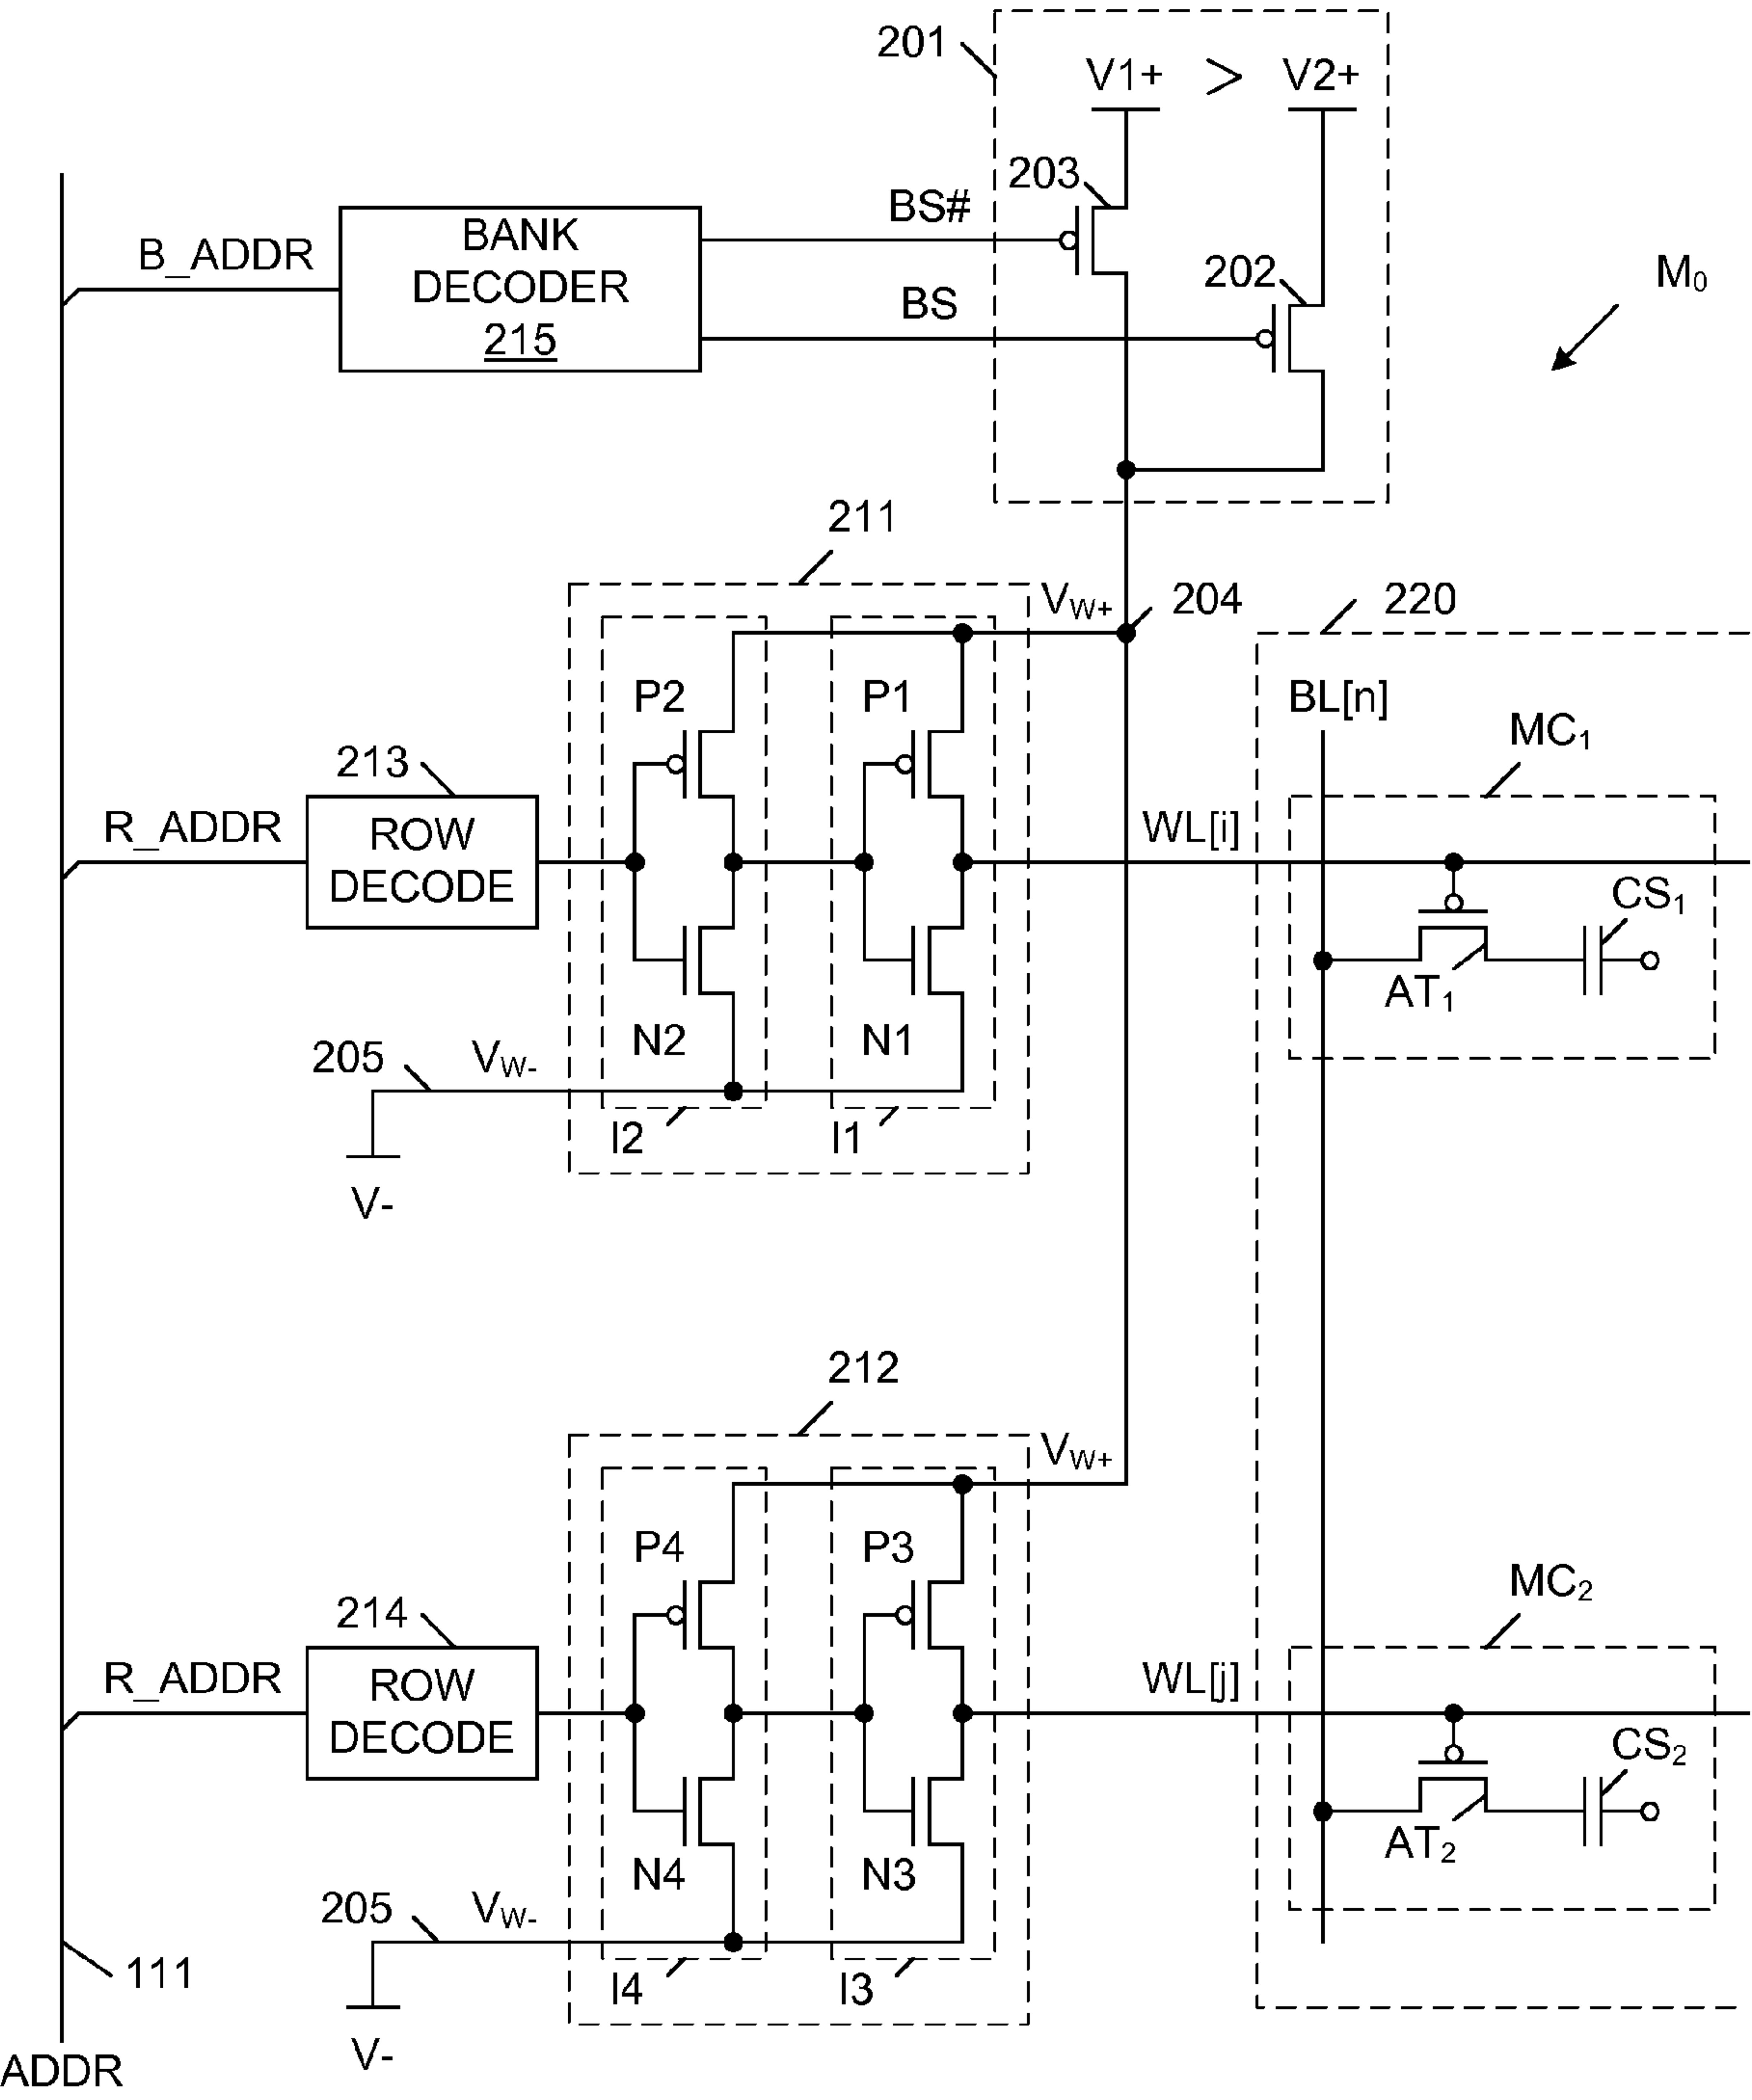 201
V1+ > V2+
203
BS#
BANK
DECODER
215
B_ADDR
202
BS
M0
211
VW+
204
220
P2
P1
BL[n]
MC1
213
R_ADDR
ROW
DECODE
WL[i]
CS1
AT1
N2
N1
205
VW-
I2
I1
V-
212
VW+
P4
P3
MC2
214
R_ADDR
ROW
DECODE
WL[j]
CS2
AT2
N4
N3
205
VW-
111
I4
I3
V-
ADDR